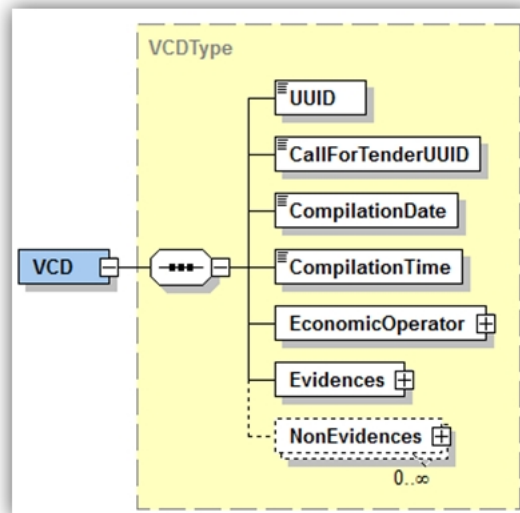 VCDType
UUID
CallForTenderUUID
CompilationDate
VCD
CompilationTime
EconomicOperator
Evidences
NonEvidences
0..∞